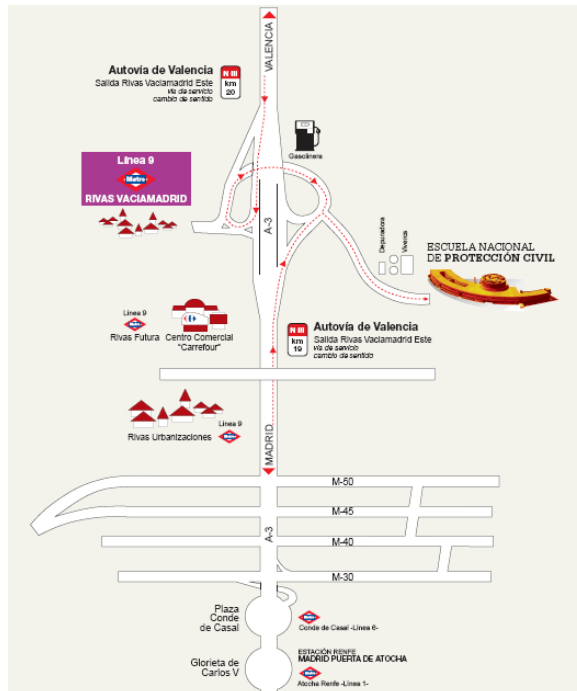 VALENCIA
Autovía de Valencia
Salida Rivas Vaciamadrid Este
vía de servicio
cambio de sentido
N III
km
20
Gasolinera
Línea 9
Metro
RIVAS VACIAMADRID
A-3
Depuradora
Viveros
ESCUELA NACIONAL
DE PROTECCIÓN CIVIL
Línea 9
Metro
Rivas Futura
Centro Comercial
"Carrefour"
N III
km
19
Autovía de Valencia
Salida Rivas Vaciamadrid Este
vía de servicio
cambio de sentido
Línea 9
Rivas Urbanizaciones
Metro
MADRID
M-50
M-45
A-3
M-40
M-30
Plaza
Conde
de Casal
Metro
Conde de Casal -Línea 6-
Glorieta de
Carlos V
ESTACIÓN RENFE
MADRID PUERTA DE ATOCHA
Metro
Atocha Renfe -Línea 1-